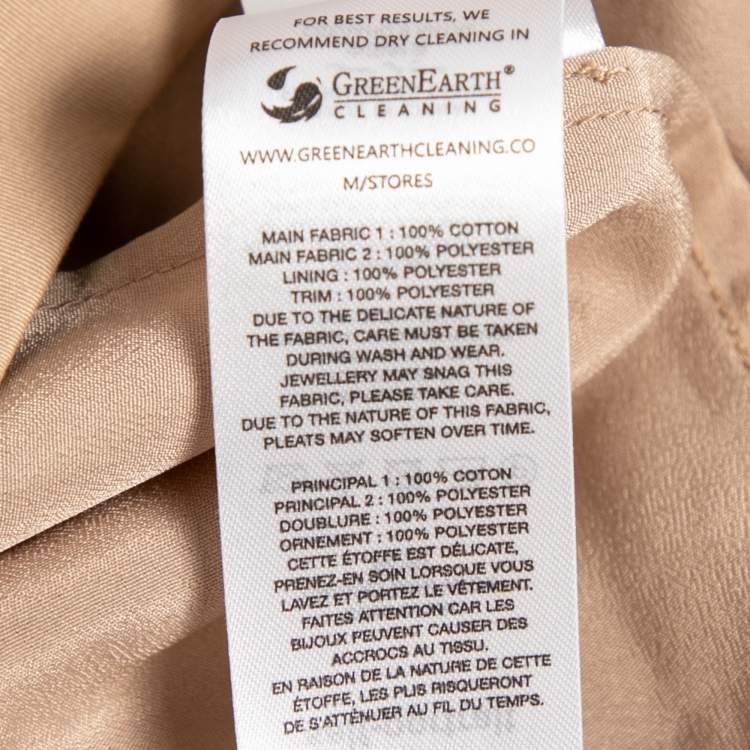 FOR BEST RESULTS, WE
RECOMMEND DRY CLEANING IN
GREENEARTH®
CLEANING
WWW.GREENEARTHCLEANING.CO
M/STORES
MAIN FABRIC 1 : 100% COTTON
MAIN FABRIC 2 : 100% POLYESTER
LINING : 100% POLYESTER
TRIM : 100% POLYESTER
DUE TO THE DELICATE NATURE OF
THE FABRIC, CARE MUST BE TAKEN
DURING WASH AND WEAR.
JEWELLERY MAY SNAG THIS
FABRIC, PLEASE TAKE CARE.
DUE TO THE NATURE OF THIS FABRIC,
PLEATS MAY SOFTEN OVER TIME.
PRINCIPAL 1 : 100% COTON
PRINCIPAL 2 : 100% POLYESTER
DOUBLURE : 100% POLYESTER
ORNEMENT : 100% POLYESTER
CETTE ÉTOFFE EST DÉLICATE,
PRENEZ-EN SOIN LORSQUE VOUS
LAVEZ ET PORTEZ LE VÊTEMENT.
FAITES ATTENTION CAR LES
BIJOUX PEUVENT CAUSER DES
ACCROCS AU TISSU.
EN RAISON DE LA NATURE DE CETTE
ÉTOFFE, LES PLIS RISQUERONT
DE S'ATTÉNUER AU FIL DU TEMPS.